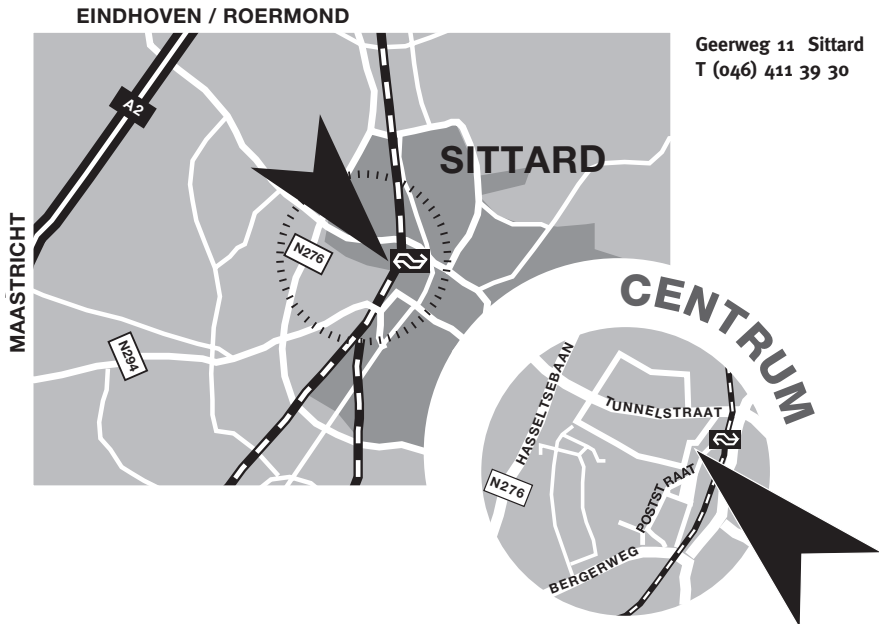 EINDHOVEN / ROERMOND
Geerweg 11 Sittard
T (046) 411 39 30
A2
SITTARD
MAASTRICHT
N276
N294
CENTRUM
HASSELTSEBAAN
TUNNELSTRAAT
N276
POSTSTRAAT
BERGERWEG